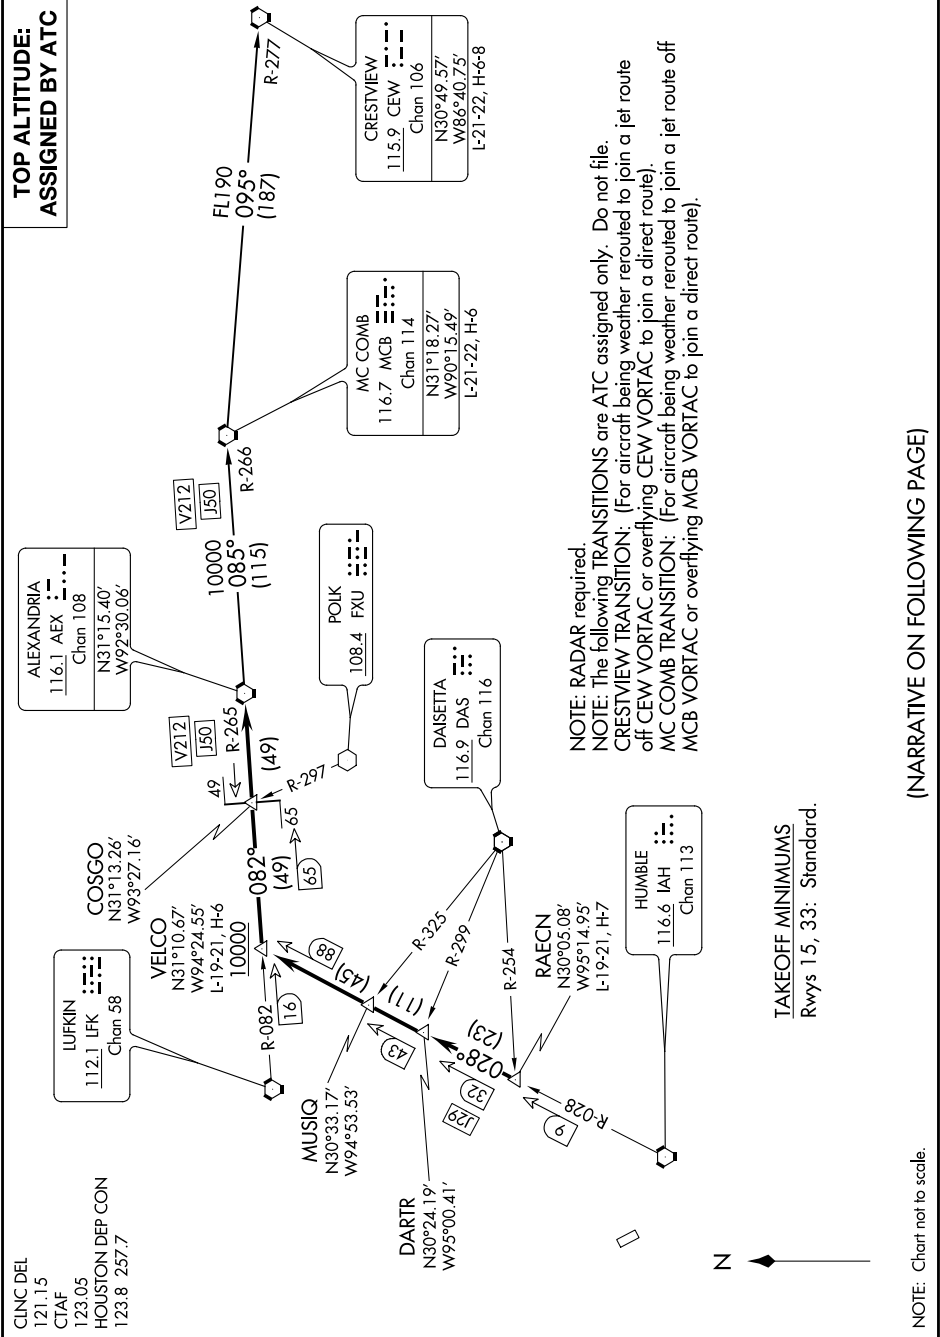 TOP ALTITUDE:
ASSIGNED BY ATC
CLNC DEL
121.15
CTAF
123.05
HOUSTON DEP CON
123.8 257.7
LUFKIN
112.1 LFK
Chan 58
ALEXANDRIA
116.1 AEX
Chan 108
N31°15.40'
W92°30.06'
COSGO
N31°13.26'
W93°27.16'
VELCO
N31°10.67'
W94°24.55'
L-19-21, H-6
10000
R-082
16
082°
(49)
65
65
49
R-265
(49)
V212
J50
V212
J50
10000
085°
(115)
R-266
FL190
095°
(187)
R-277
CRESTVIEW
115.9 CEW
Chan 106
N30°49.57'
W86°40.75'
L-21-22, H-6-8
MC COMB
116.7 MCB
Chan 114
N31°18.27'
W90°15.49'
L-21-22, H-6
POLK
108.4 FXU
R-297
DAISETTA
116.9 DAS
Chan 116
R-325
R-299
R-254
MUSIQ
N30°33.17'
W94°53.53'
(45)
88
(11)
43
DARTR
N30°24.19'
W95°00.41'
(23)
028°
32
J29
RAECN
N30°05.08'
W95°14.95'
L-19-21, H-7
9
R-028
HUMBLE
116.6 IAH
Chan 113
NOTE: RADAR required.
NOTE: The following TRANSITIONS are ATC assigned only. Do not file.
CRESTVIEW TRANSITION: (For aircraft being weather rerouted to join a jet route
off CEW VORTAC or overflying CEW VORTAC to join a direct route).
MC COMB TRANSITION: (For aircraft being weather rerouted to join a jet route off
MCB VORTAC or overflying MCB VORTAC to join a direct route).
TAKEOFF MINIMUMS
Rwys 15, 33: Standard.
N
(NARRATIVE ON FOLLOWING PAGE)
NOTE: Chart not to scale.